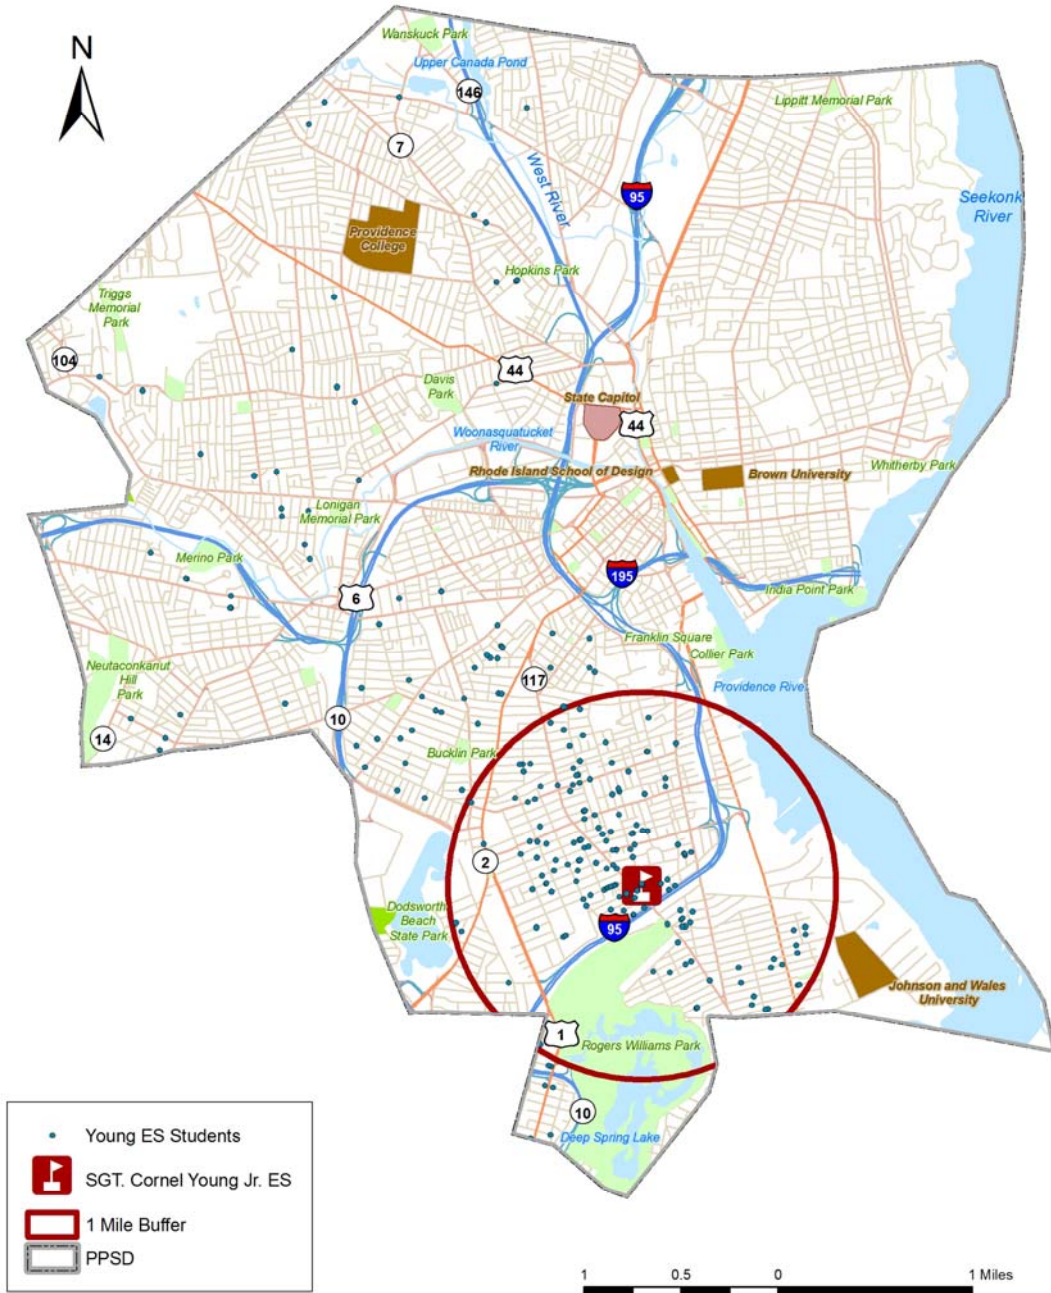 Wanskuck Park
N
Upper Canada Pond
146
Lippitt Memorial Park
7
West River
95
Seekonk
River
Providence
College
Hopkins Park
Triggs
Memorial
Park
104
44
Davis
Park
State Capitol
44
Woonasquatucket
River
Rhode Island School of Design
Brown University
Whitherby Park
Lonigan
Memorial Park
Merino Park
195
6
India Point Park
Franklin Square
Collier Park
Neutaconkanut
Hill
Park
117
Providence River
10
14
Bucklin Park
2
Dodsworth
Beach
State Park
95
Johnson and Wales
University
1
Rogers Williams Park
10
Deep Spring Lake
Young ES Students
SGT. Cornel Young Jr. ES
1 Mile Buffer
PPSD
1 0.5 0 1 Miles